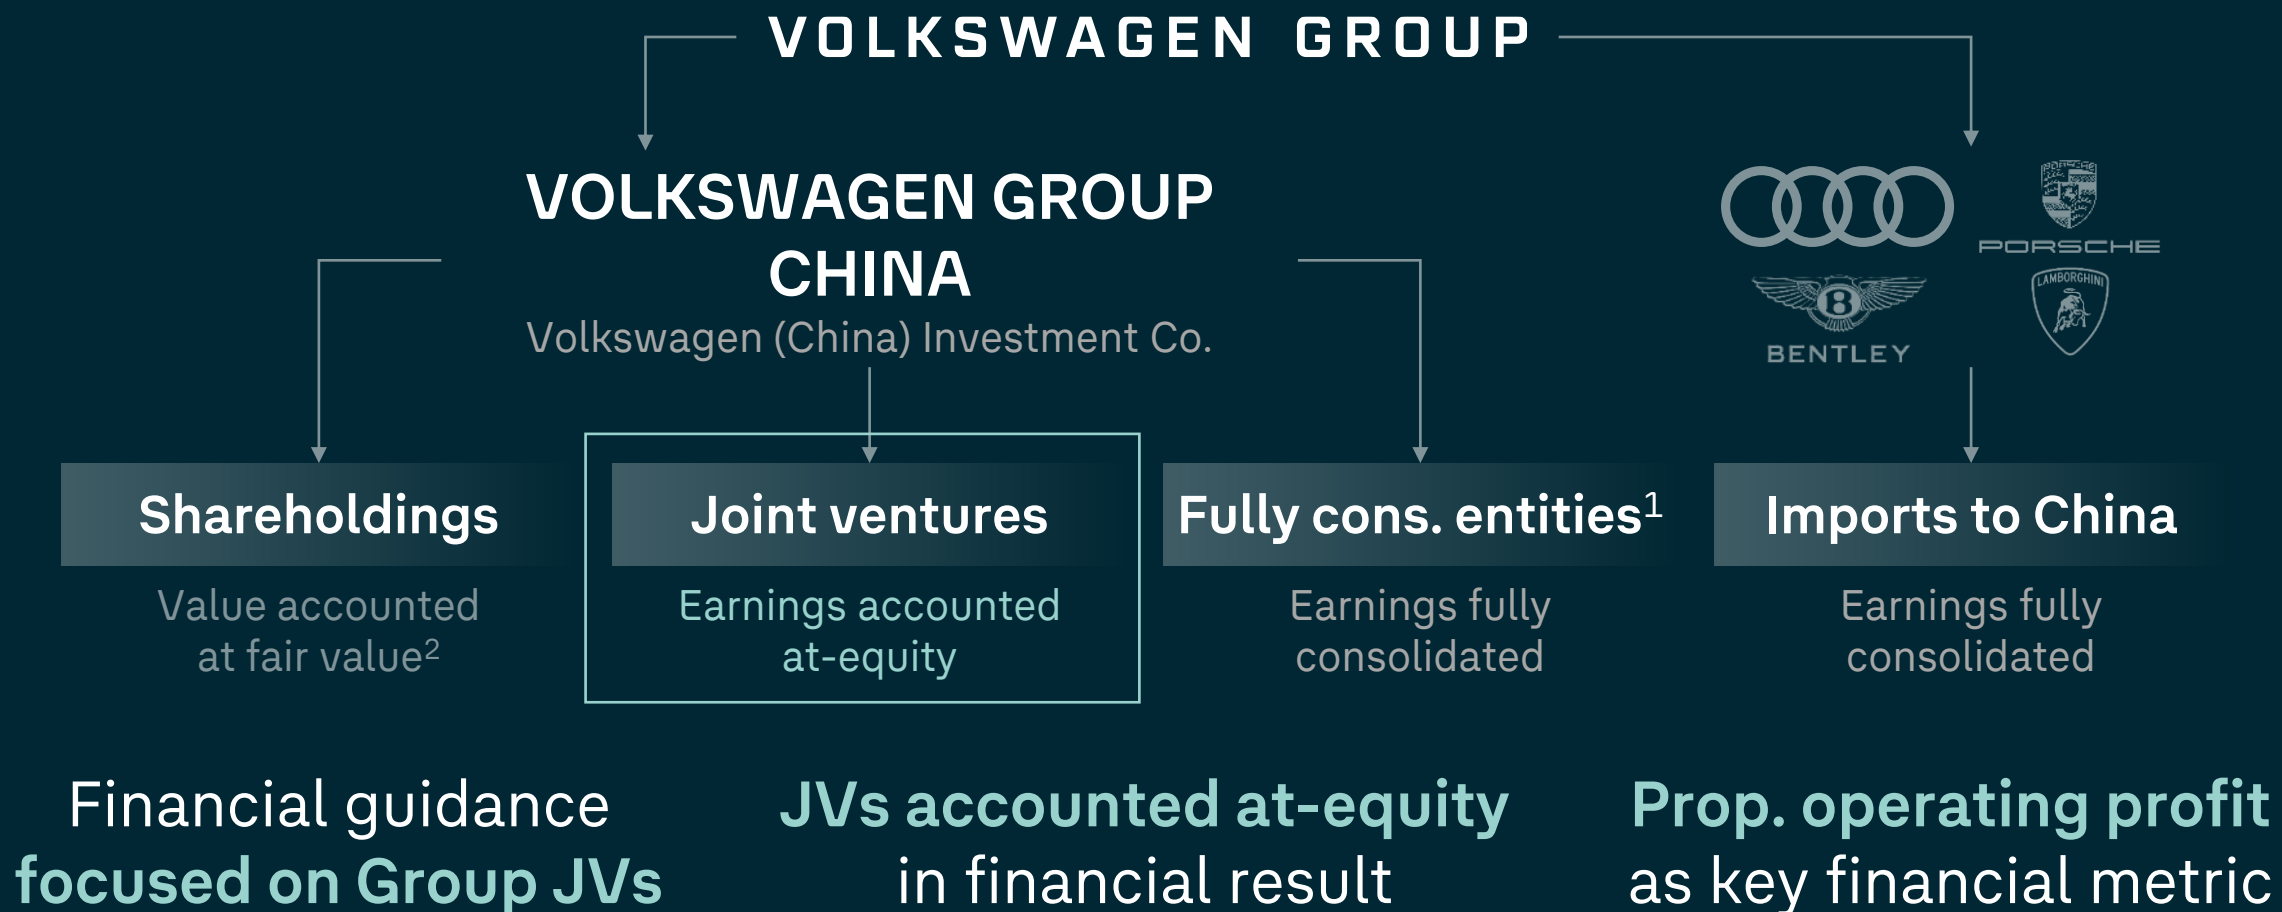 VOLKSWAGEN GROUP
VOLKSWAGEN GROUP
CHINA
Volkswagen (China) Investment Co.
PORSCHE
LAMBORGHINI
B
BENTLEY
Shareholdings
Value accounted
at fair value²
Joint ventures
Earnings accounted
at-equity
Fully cons. entities¹
Earnings fully
consolidated
Imports to China
Earnings fully
consolidated
Financial guidance
focused on Group JVs
JVs accounted at-equity
in financial result
Prop. operating profit
as key financial metric